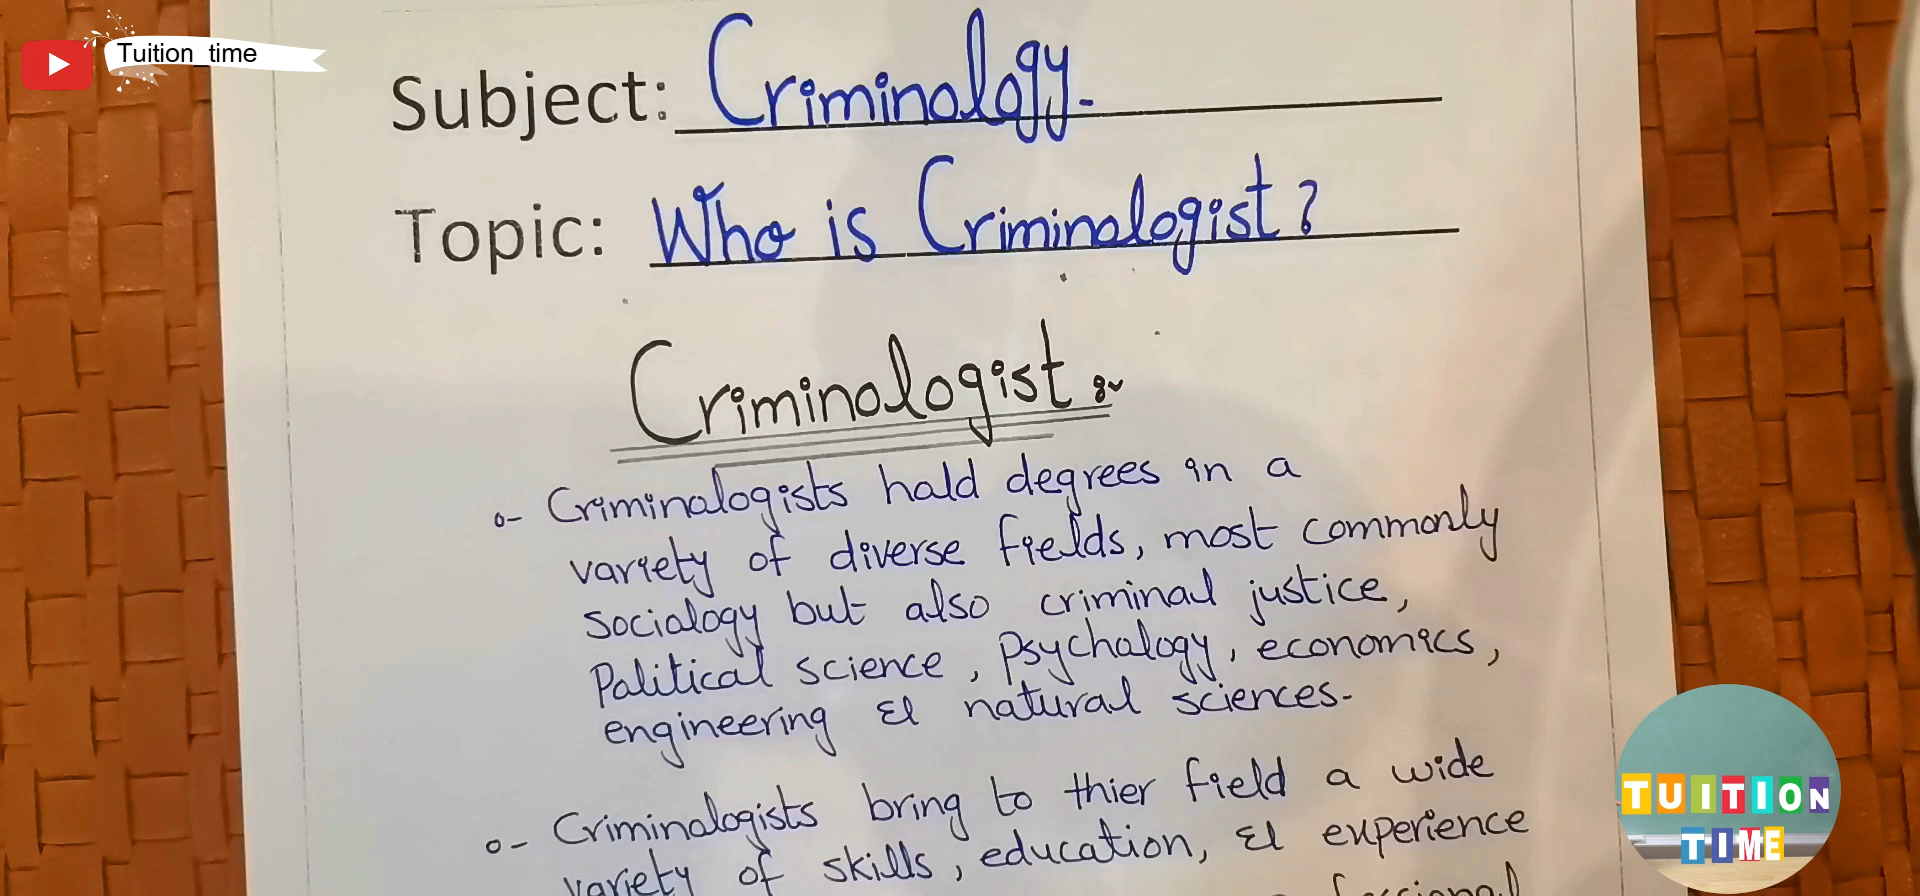 Tuition_time
Subject: Criminology.
Topic: Who is Criminologist?
Criminologist :~
o- Criminologists hold degrees in a
variety of diverse fields, most commonly
sociology but also criminal justice,
Political science, psychology, economics,
engineering & natural sciences.
o- Criminologists bring to thier field a wide
variety of skills, education, & experience
TUITION
TIME